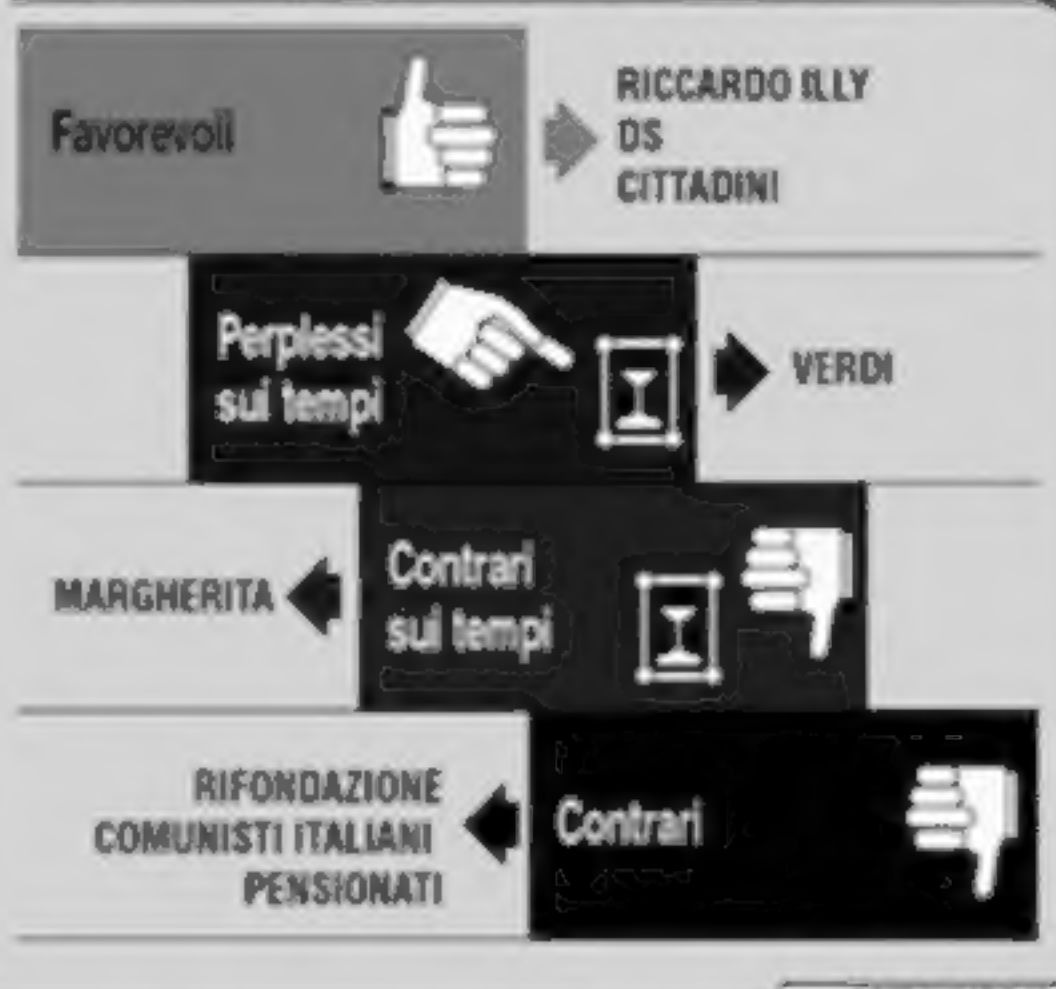 Favorevoli
RICCARDO ILLY
DS
CITTADINI
Perplessi
sui tempi
VERDI
MARGHERITA
Contrari
sui tempi
RIFONDAZIONE
COMUNISTI ITALIANI
PENSIONATI
Contrari